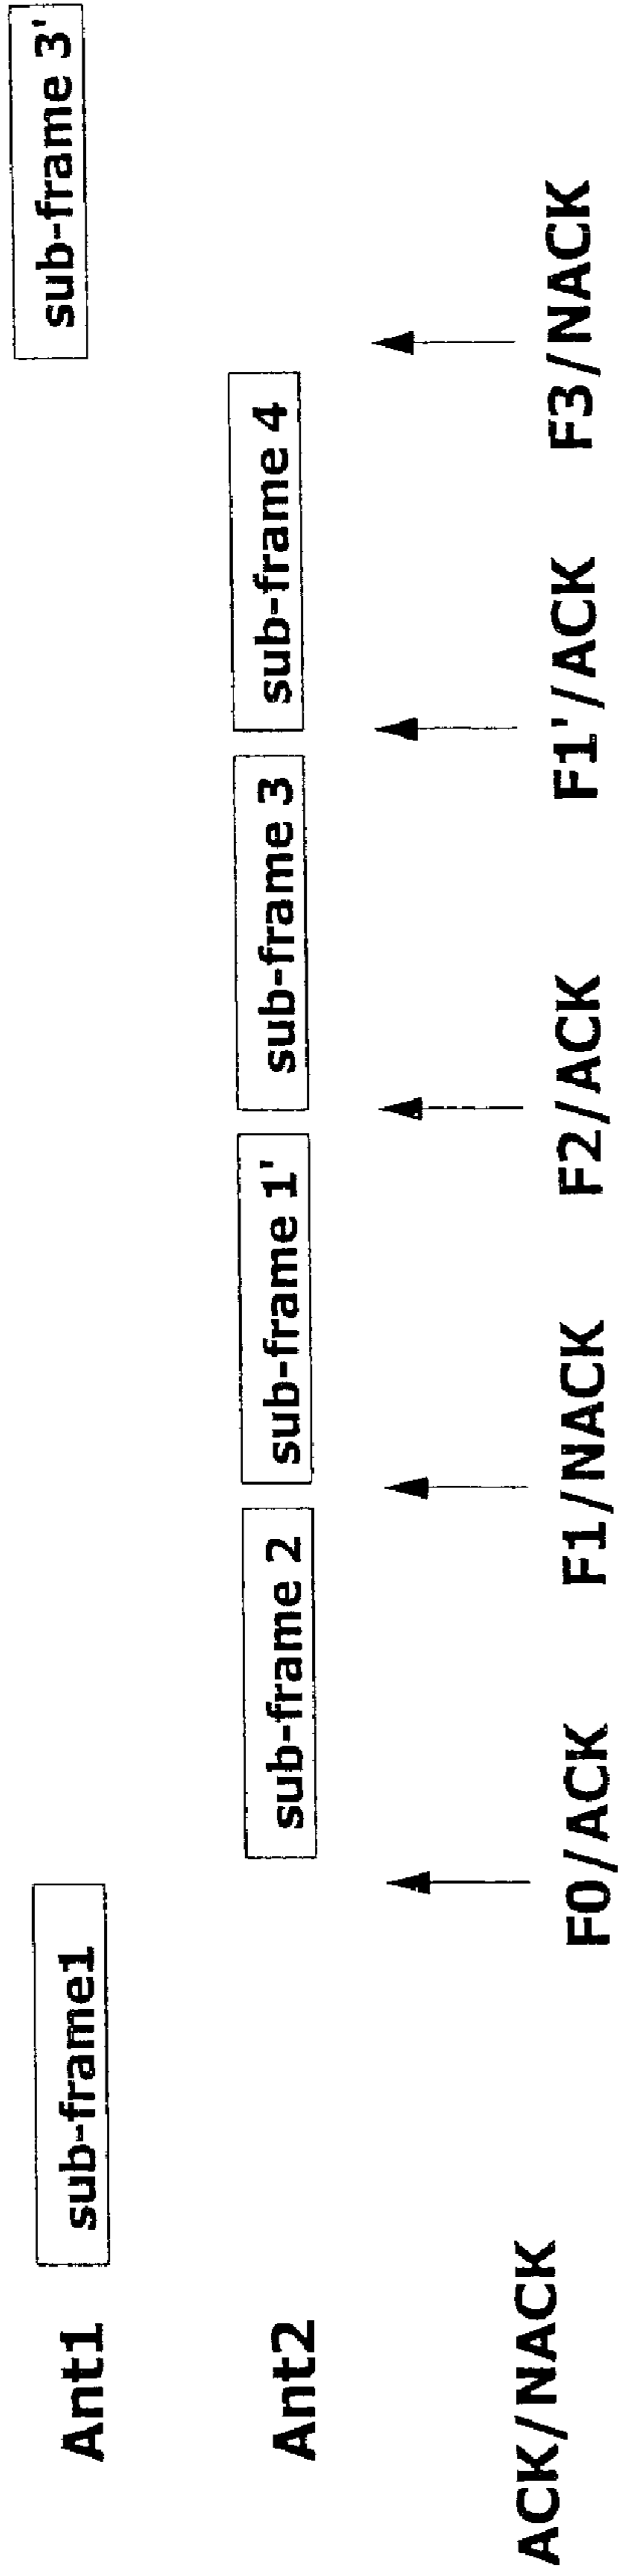 Ant1
sub-frame1
sub-frame 3'
Ant2
sub-frame 2
sub-frame 1'
sub-frame 3
sub-frame 4
ACK/NACK
F0/ACK
F1/NACK
F2/ACK
F1'/ACK
F3/NACK